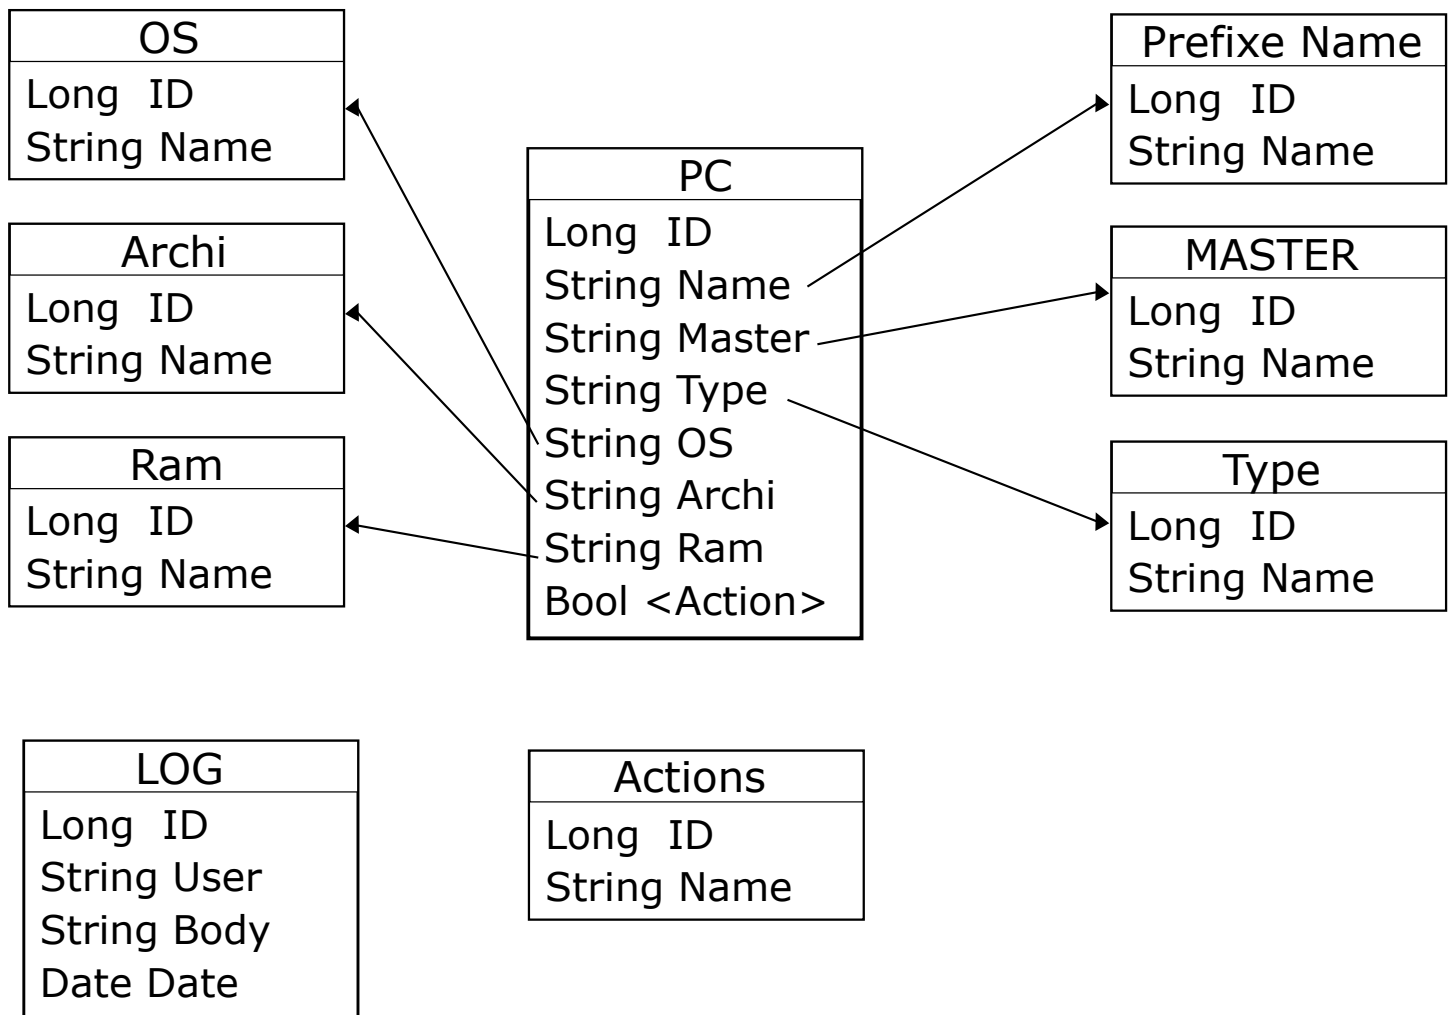 OS
Long ID
String Name
Archi
Long ID
String Name
Ram
Long ID
String Name
PC
Long ID
String Name
String Master
String Type
String OS
String Archi
String Ram
Bool <Action>
Prefixe Name
Long ID
String Name
MASTER
Long ID
String Name
Type
Long ID
String Name
LOG
Long ID
String User
String Body
Date Date
Actions
Long ID
String Name